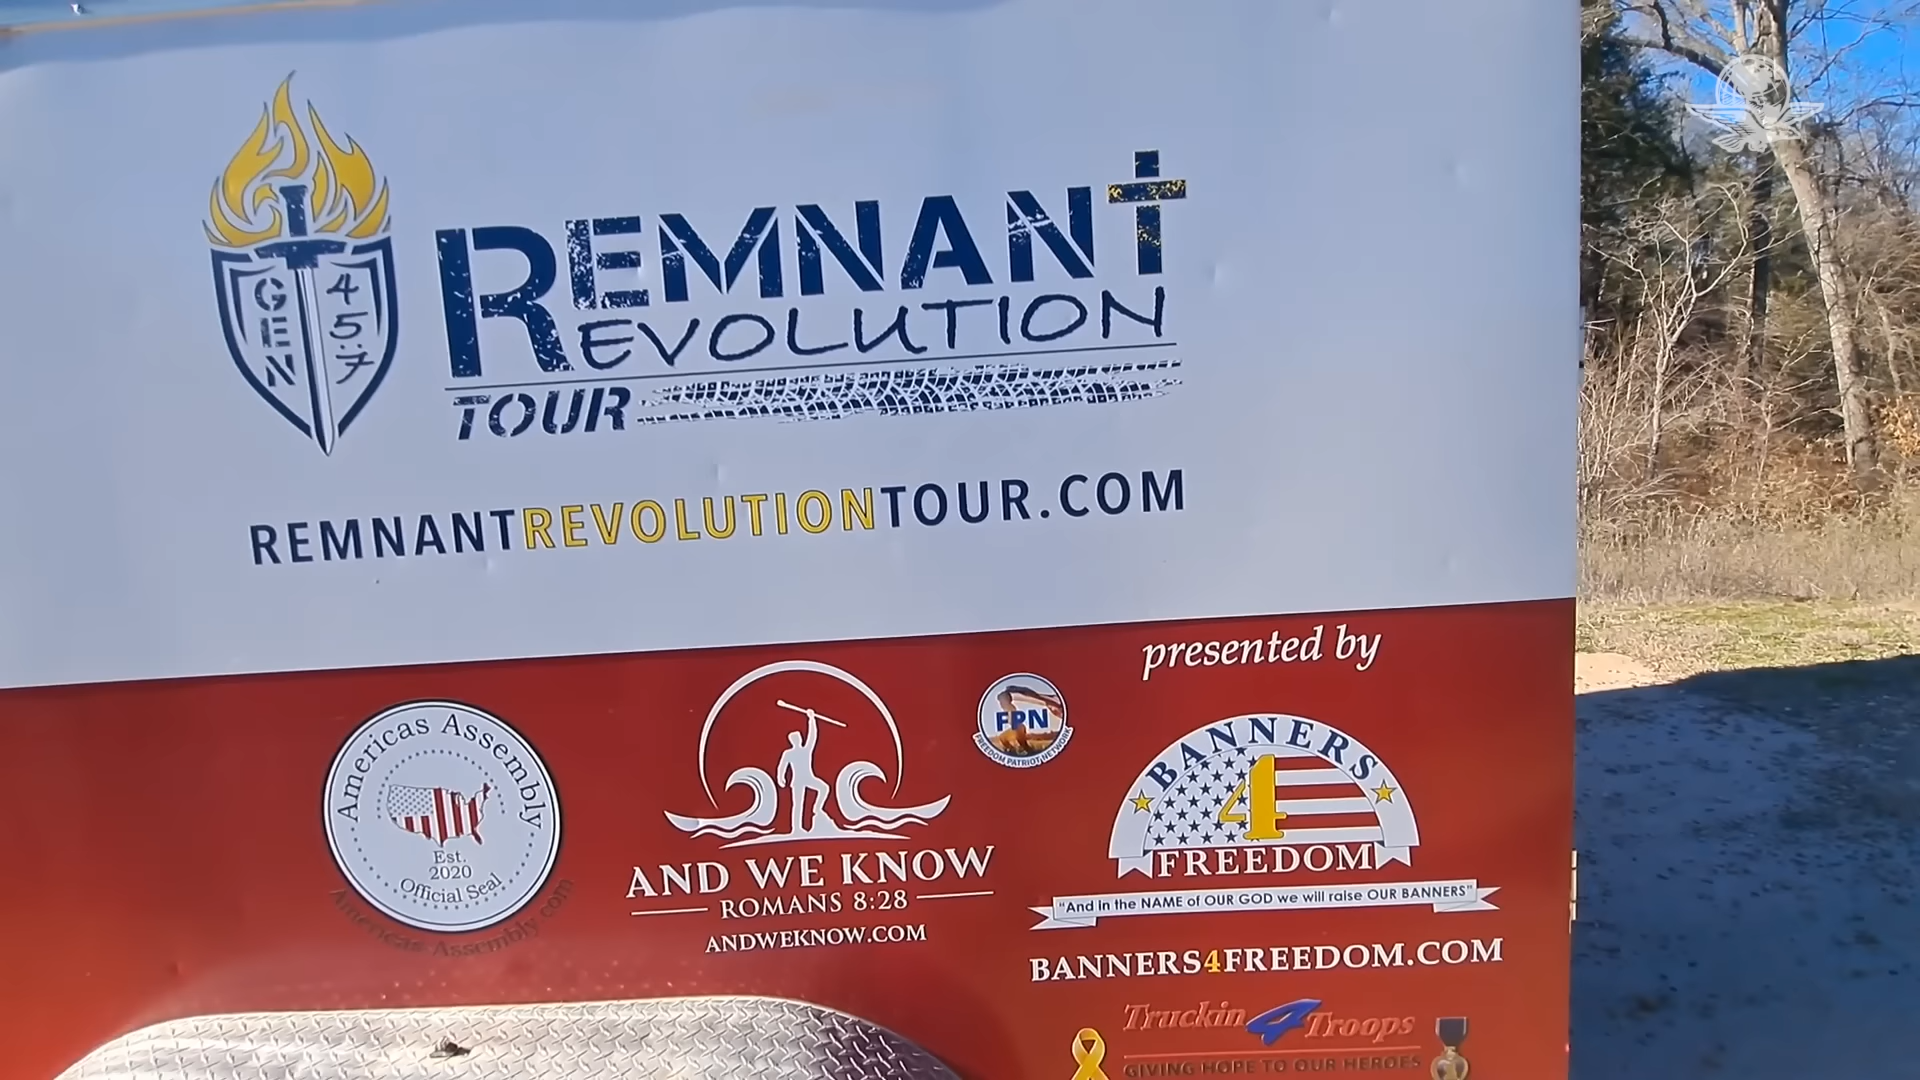 GEN
45:7
REMNANT
REVOLUTION
TOUR
REMNANTREVOLUTIONTOUR.COM
presented by
Americas Assembly
Est.
2020
Official Seal
Americas Assembly.com
AND WE KNOW
ROMANS 8:28
ANDWEKNOW.COM
FPN
FREEDOM PATRIOT NETWORK
BANNERS
4
FREEDOM
"And in the NAME of OUR GOD we will raise OUR BANNERS"
BANNERS4FREEDOM.COM
Truckin 4 Troops
GIVING HOPE TO OUR HEROES